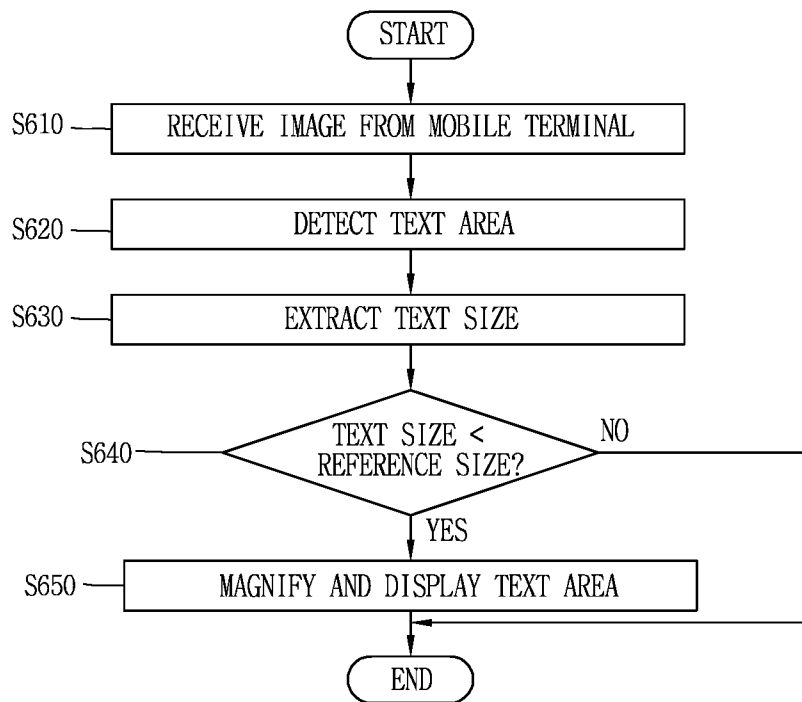 START
S610
RECEIVE IMAGE FROM MOBILE TERMINAL
S620
DETECT TEXT AREA
S630
EXTRACT TEXT SIZE
S640
TEXT SIZE <
REFERENCE SIZE?
NO
YES
S650
MAGNIFY AND DISPLAY TEXT AREA
END